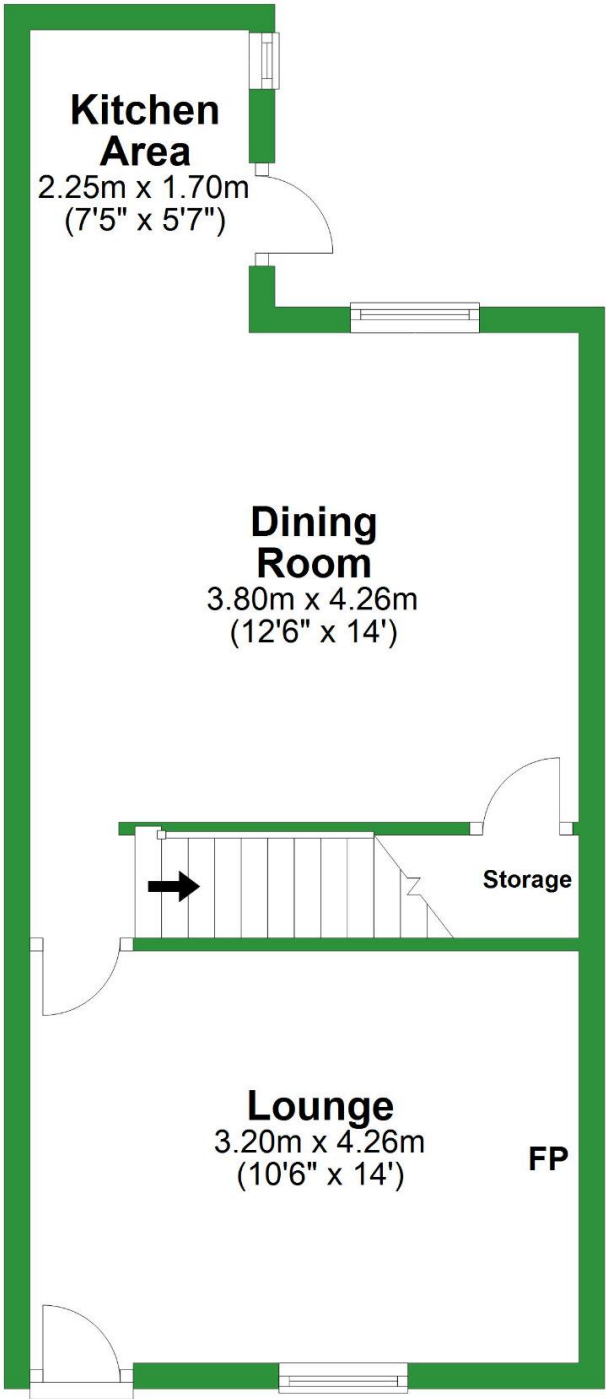 Kitchen
Area
2.25m x 1.70m
(7'5" x 5'7")
Dining
Room
3.80m x 4.26m
(12'6" x 14')
Storage
Lounge
3.20m x 4.26m
(10'6" x 14')
FP